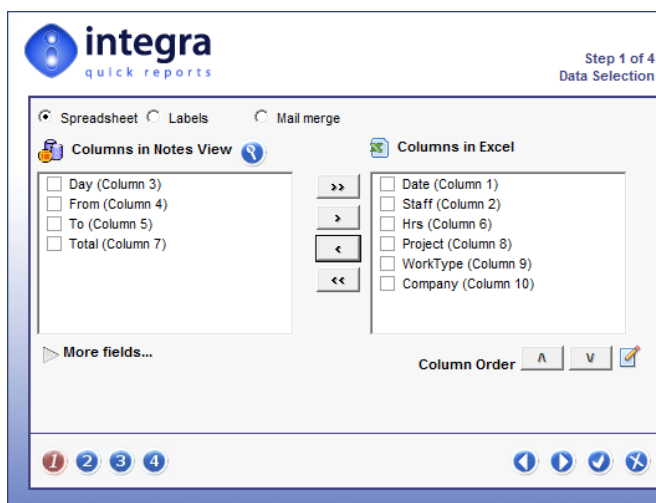 integra
quick reports
Step 1 of 4
Data Selection
Spreadsheet Labels Mail merge
Columns in Notes View
Columns in Excel
Day (Column 3)
From (Column 4)
To (Column 5)
Total (Column 7)
>>
>
<
<<
Date (Column 1)
Staff (Column 2)
Hrs (Column 6)
Project (Column 8)
WorkType (Column 9)
Company (Column 10)
More fields...
Column Order Λ V
1 2 3 4